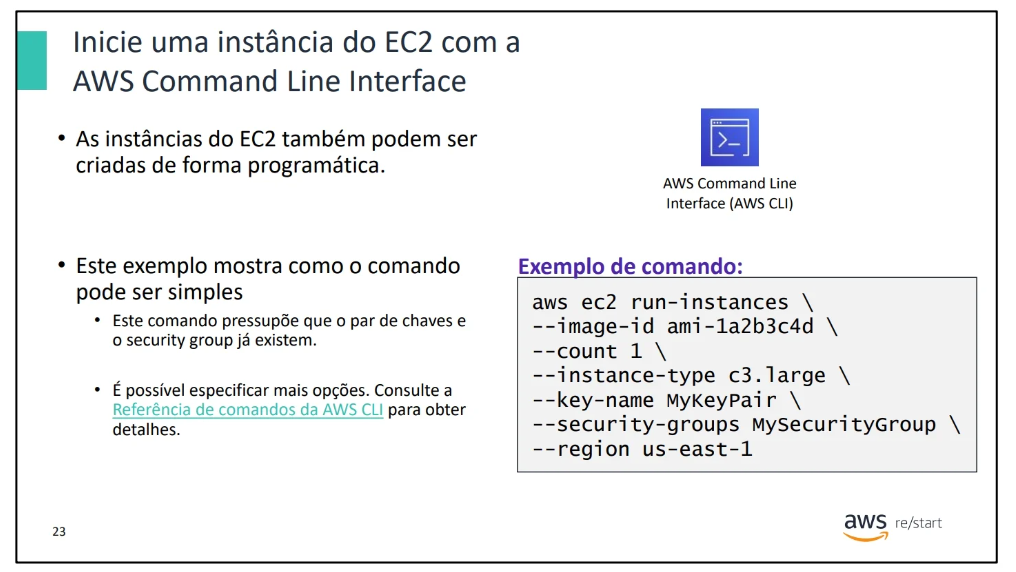 Inicie uma instância do EC2 com a
AWS Command Line Interface
• As instâncias do EC2 também podem ser
criadas de forma programática.
AWS Command Line
Interface (AWS CLI)
• Este exemplo mostra como o comando
pode ser simples
• Este comando pressupõe que o par de chaves e
o security group já existem.
• É possível especificar mais opções. Consulte a
Referência de comandos da AWS CLI para obter
detalhes.
Exemplo de comando:
aws ec2 run-instances \
--image-id ami-1a2b3c4d \
--count 1 \
--instance-type c3.large \
--key-name MyKeyPair \
--security-groups MySecurityGroup \
--region us-east-1
23
aws re/start